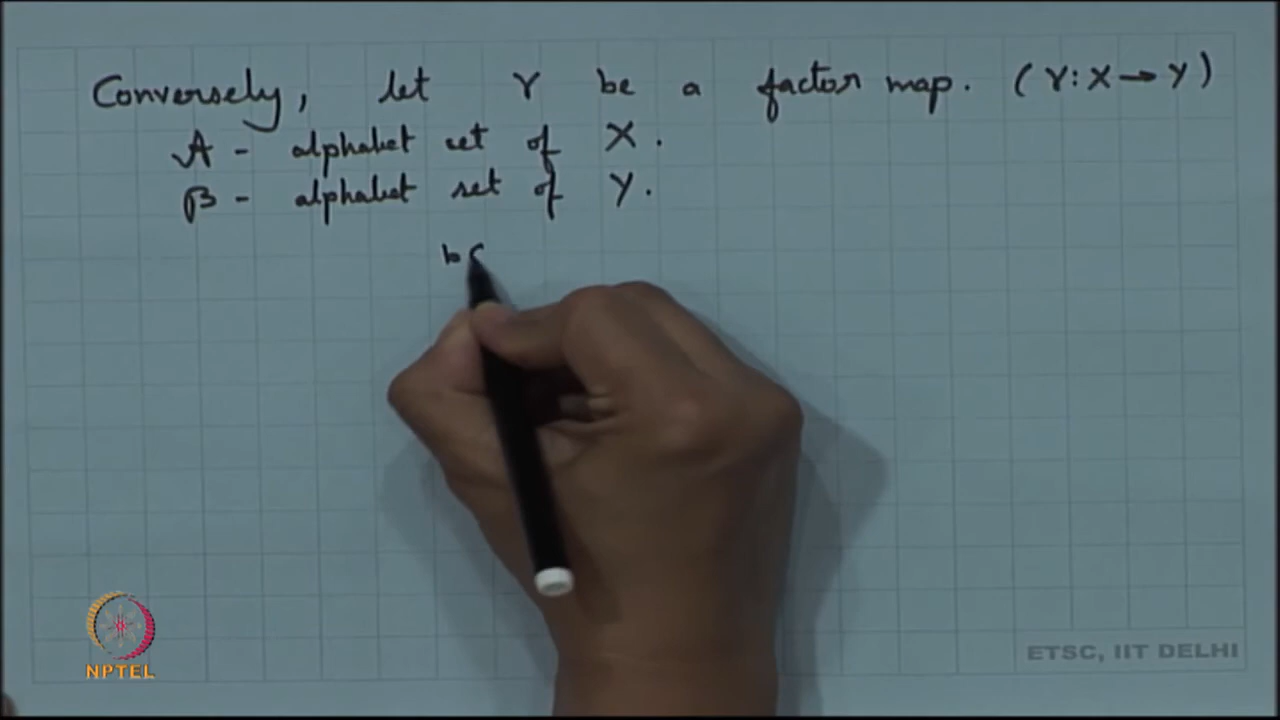 Conversely, let γ be a factor map. (γ: X → Y)
A - alphabet set of X.
B - alphabet set of Y.
b
NPTEL
ETSC, IIT DELHI